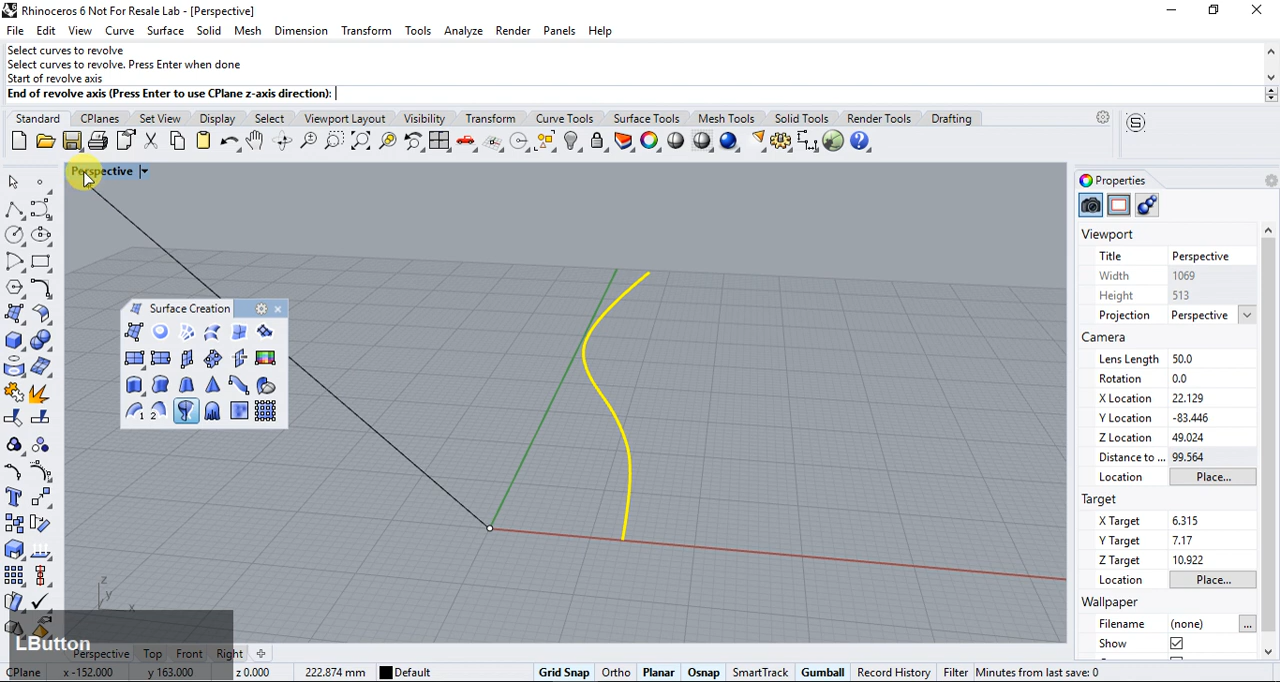 Rhinoceros 6 Not For Resale Lab - [Perspective]
File Edit View Curve Surface Solid Mesh Dimension Transform Tools Analyze Render Panels Help
Select curves to revolve
Select curves to revolve. Press Enter when done
Start of revolve axis
End of revolve axis (Press Enter to use CPlane z-axis direction):
Standard CPlanes Set View Display Select Viewport Layout Visibility Transform Curve Tools Surface Tools Mesh Tools Solid Tools Render Tools Drafting
Perspective
Surface Creation
1 2
z
y
x
Properties
Viewport
Title Perspective
Width 1069
Height 513
Projection Perspective
Camera
Lens Length 50.0
Rotation 0.0
X Location 22.129
Y Location -83.446
Z Location 49.024
Distance to ... 99.564
Location Place...
Target
X Target 6.315
Y Target 7.17
Z Target 10.922
Location Place...
Wallpaper
Filename (none) ...
Show
LButton
Perspective Top Front Right
CPlane x -152.000 y 163.000 z 0.000 222.874 mm Default Grid Snap Ortho Planar Osnap SmartTrack Gumball Record History Filter Minutes from last save: 0